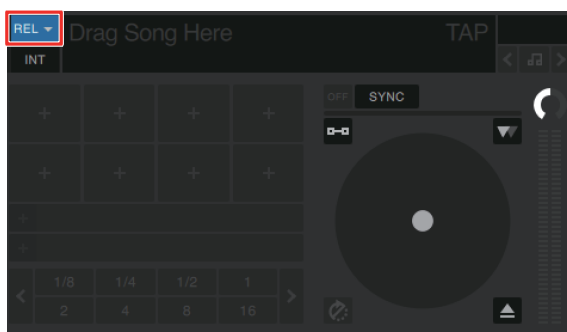 REL
Drag Song Here
TAP
INT
OFF
SYNC
+ + + +
+ + + +
+
+
< 1/8 1/4 1/2 1 >
2 4 8 16